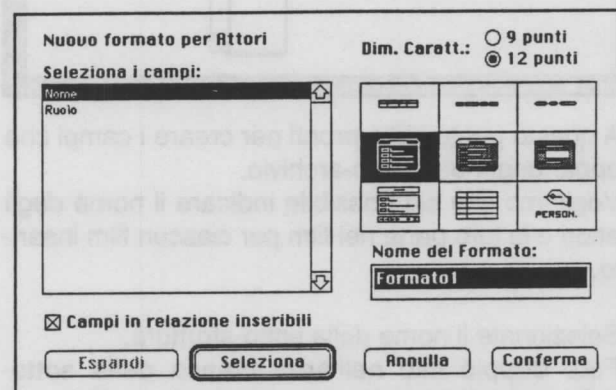 Nuovo formato per Attori
Dim. Caratt.:
9 punti
12 punti
Seleziona i campi:
Nome
Ruolo
PERSON.
Nome del Formato:
Formato1
Campi in relazione inseribili
Espandi
Seleziona
Annulla
Conferma